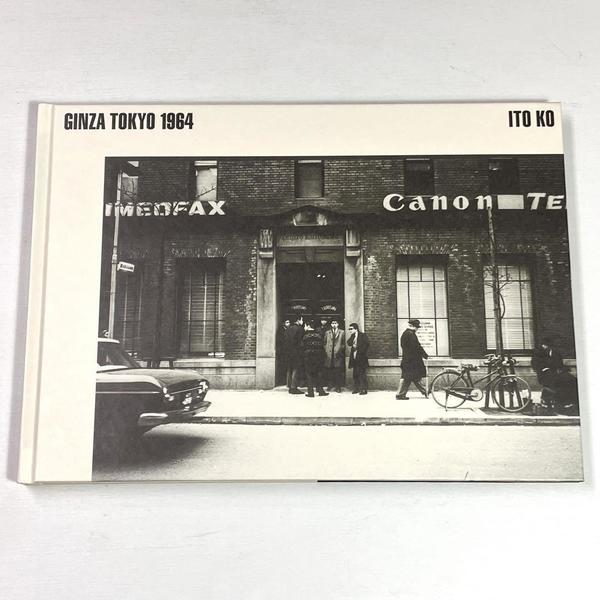 GINZA TOKYO 1964
ITO KO
IMEDFAX
Canon TE